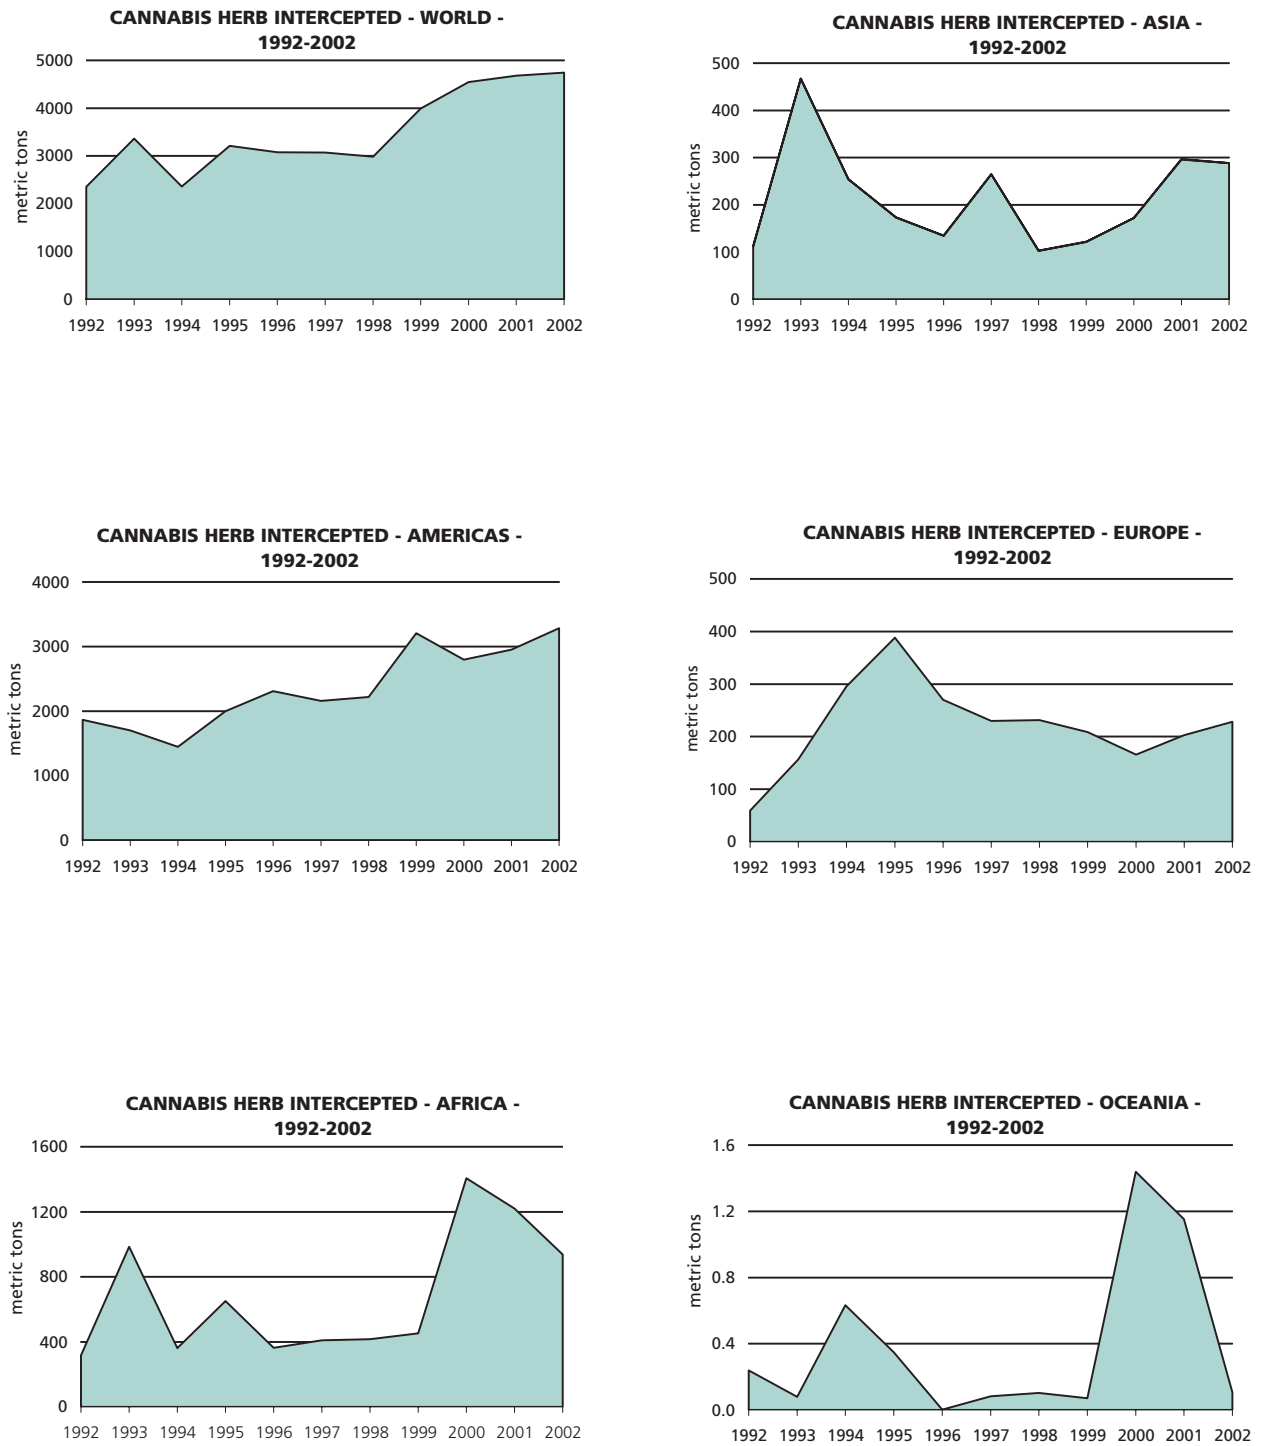 CANNABIS HERB INTERCEPTED - WORLD -
1992-2002
metric tons
5000
4000
3000
2000
1000
0
1992 1993 1994 1995 1996 1997 1998 1999 2000 2001 2002
CANNABIS HERB INTERCEPTED - ASIA -
1992-2002
metric tons
500
400
300
200
100
0
1992 1993 1994 1995 1996 1997 1998 1999 2000 2001 2002
CANNABIS HERB INTERCEPTED - AMERICAS -
1992-2002
metric tons
4000
3000
2000
1000
0
1992 1993 1994 1995 1996 1997 1998 1999 2000 2001 2002
CANNABIS HERB INTERCEPTED - EUROPE -
1992-2002
metric tons
500
400
300
200
100
0
1992 1993 1994 1995 1996 1997 1998 1999 2000 2001 2002
CANNABIS HERB INTERCEPTED - AFRICA -
1992-2002
metric tons
1600
1200
800
400
0
1992 1993 1994 1995 1996 1997 1998 1999 2000 2001 2002
CANNABIS HERB INTERCEPTED - OCEANIA -
1992-2002
metric tons
1.6
1.2
0.8
0.4
0.0
1992 1993 1994 1995 1996 1997 1998 1999 2000 2001 2002